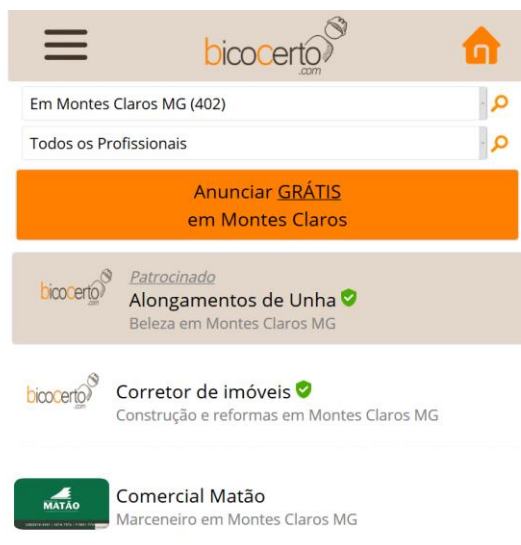 bicocerto
.com
Em Montes Claros MG (402)
Todos os Profissionais
Anunciar GRÁTIS
em Montes Claros
bicocerto
.com
Patrocinado
Alongamentos de Unha
Beleza em Montes Claros MG
bicocerto
.com
Corretor de imóveis
Construção e reformas em Montes Claros MG
MATÃO
Comercial Matão
Marceneiro em Montes Claros MG